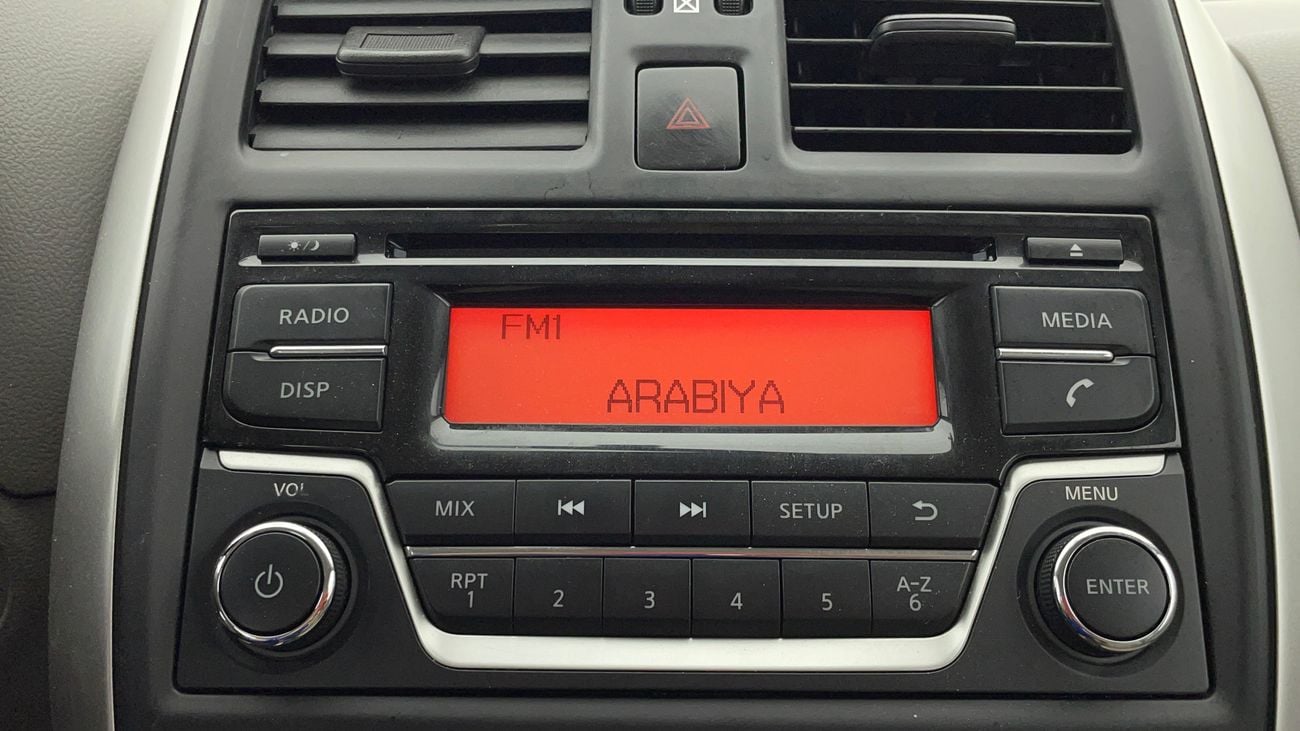 RADIO
DISP
FM1
ARABIYA
MEDIA
VOL
MENU
MIX
SETUP
RPT
1
2
3
4
5
A-Z
6
ENTER